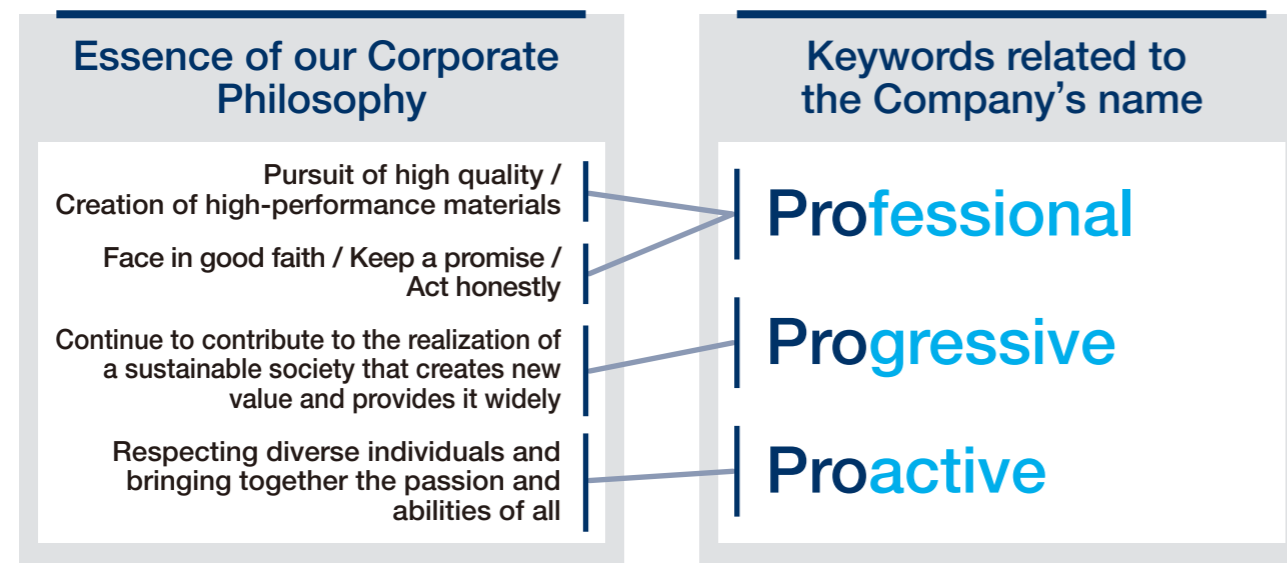 Essence of our Corporate
Philosophy
Pursuit of high quality /
Creation of high-performance materials
Face in good faith / Keep a promise /
Act honestly
Continue to contribute to the realization of
a sustainable society that creates new
value and provides it widely
Respecting diverse individuals and
bringing together the passion and
abilities of all
Keywords related to
the Company’s name
Professional
Progressive
Proactive